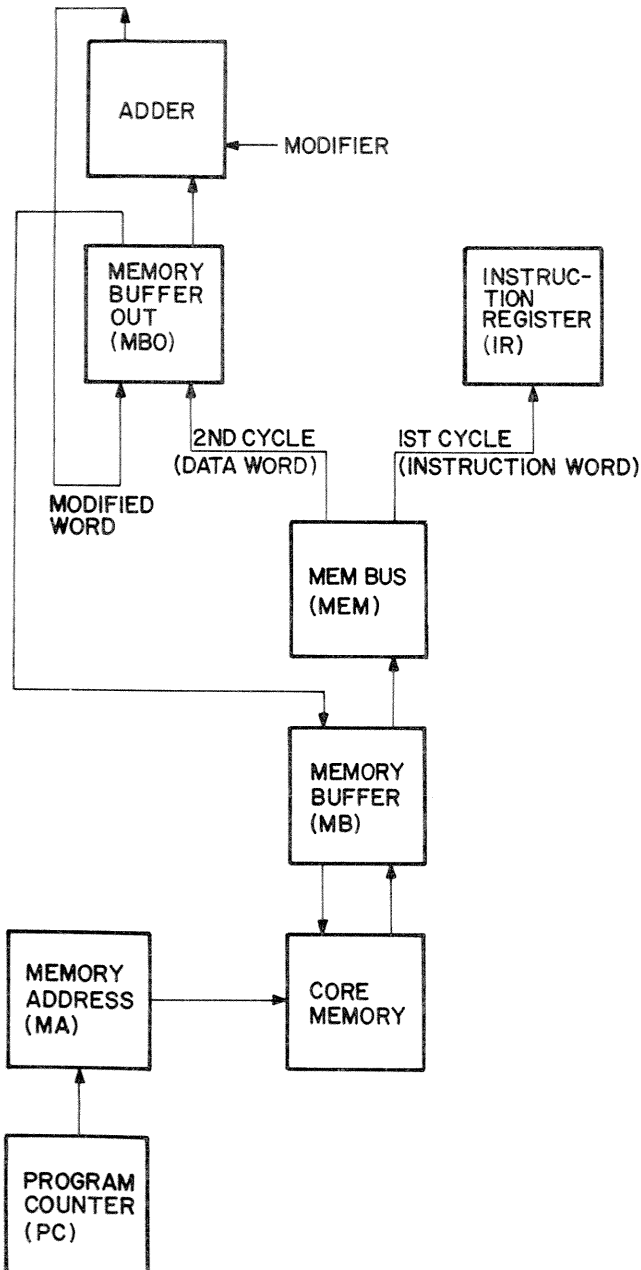 ADDER
MODIFIER
MEMORY
BUFFER
OUT
(MBO)
INSTRUC-
TION
REGISTER
(IR)
2ND CYCLE
(DATA WORD)
IST CYCLE
(INSTRUCTION WORD)
MODIFIED
WORD
MEM BUS
(MEM)
MEMORY
BUFFER
(MB)
MEMORY
ADDRESS
(MA)
CORE
MEMORY
PROGRAM
COUNTER
(PC)